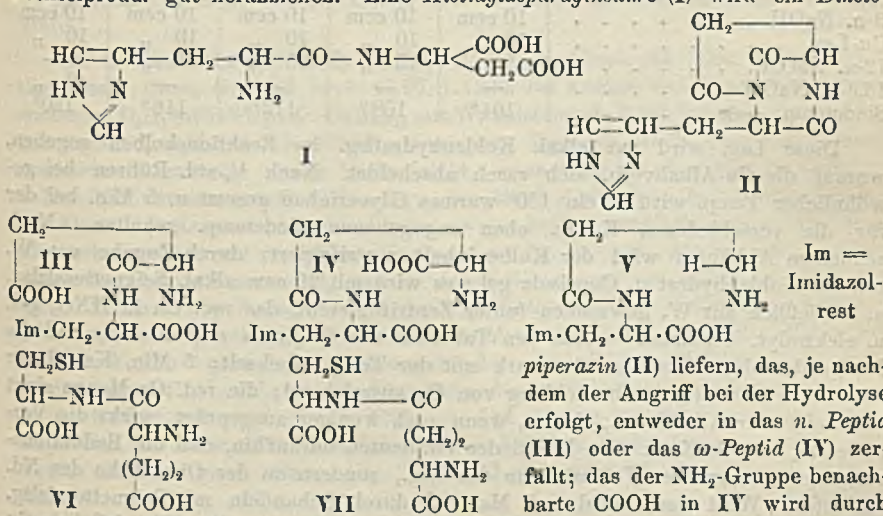 HC=CH—CH₂—CH—CO—NH—CH<COOH
CH₂COOH
HN N NH₂
CH
I
CH₂
CO—CH
CO—N NH
HC=CH—CH₂—CH—CO
HN N
CH
II
CH₂
III CO—CH
COOH NH NH₂
Im·CH₂·CH·COOH
CH₂
IV HOOC—CH
CO—NH NH₂
Im·CH₂·CH·COOH
CH₂
V H—CH
CO—NH NH₂
Im·CH₂·CH·COOH
Im =
Imidazol-
rest
CH₂SH
CH—NH—CO
COOH CHNH₂
(CH₂)₂
VI COOH
CH₂SH
CHNH——CO
COOH (CH₂)₂
CHNH₂
VII COOH
piperazin (II) liefern, das, je nach-
dem der Angriff bei der Hydrolyse
erfolgt, entweder in das n. Peptid
(III) oder das ω-Peptid (IV) zer-
fällt; das der NH₂-Gruppe benach-
barte COOH in IV wird durch